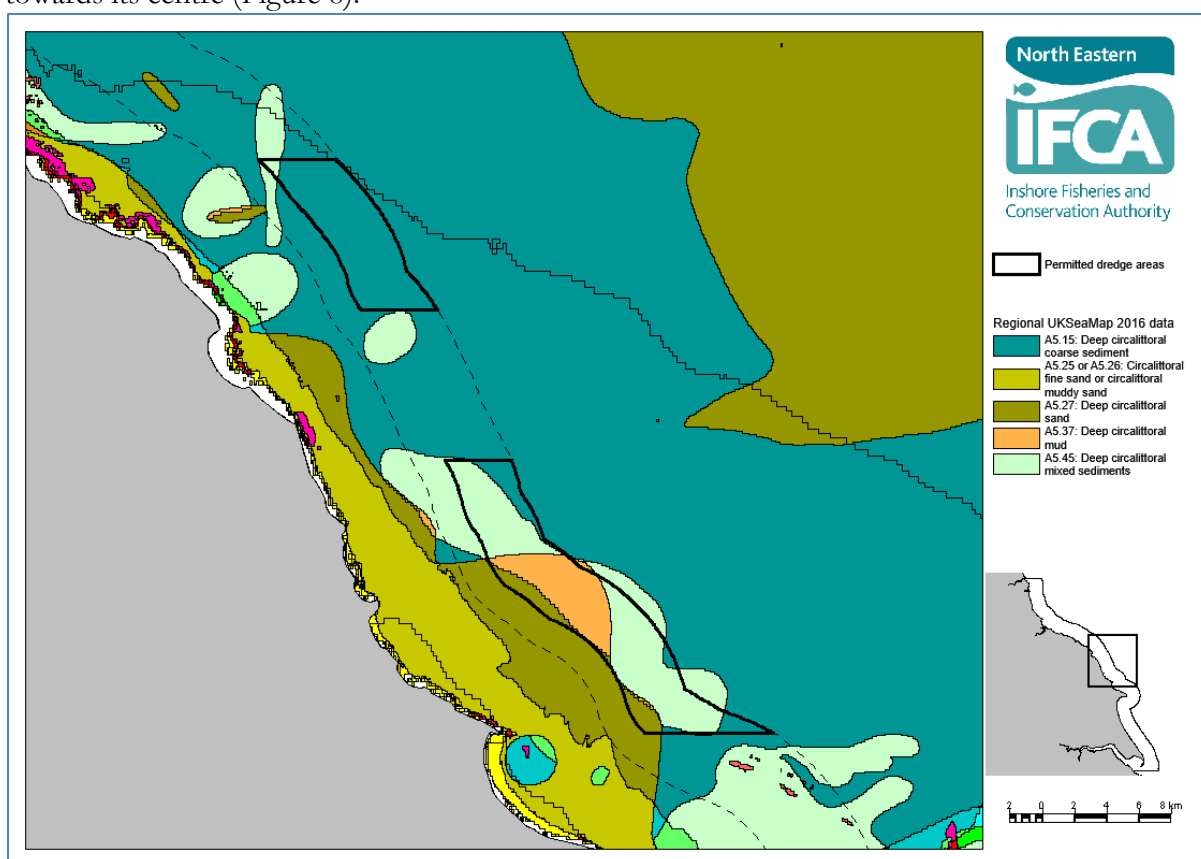 towards its centre (Figure 6).
North Eastern
IFCA
Inshore Fisheries and
Conservation Authority
Permitted dredge areas
Regional UKSeaMap 2016 data
A5.15: Deep circalittoral
coarse sediment
A5.25 or A5.26: Circalittoral
fine sand or circalittoral
muddy sand
A5.27: Deep circalittoral
sand
A5.37: Deep circalittoral
mud
A5.45: Deep circalittoral
mixed sediments
2 0 2 4 6 8 km